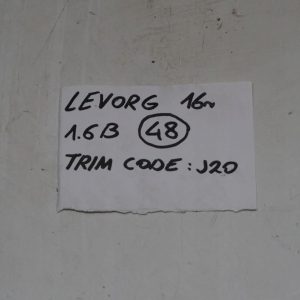 LEVORG 16~
1.6B 48
TRIM CODE: J20